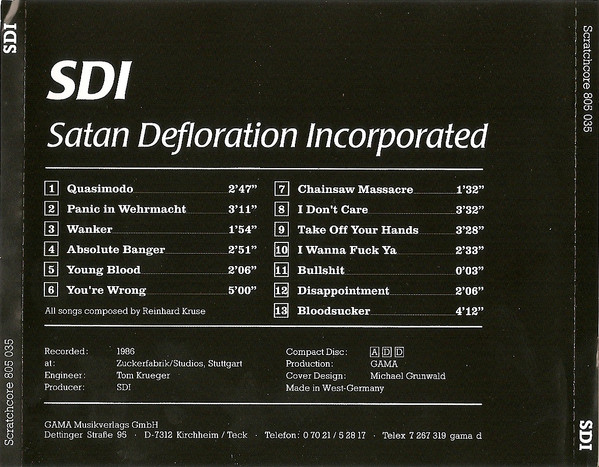 SDI
Scratchcore 805 035
SDI
Satan Defloration Incorporated
1 Quasimodo 2'47"
2 Panic in Wehrmacht 3'11"
3 Wanker 1'54"
4 Absolute Banger 2'51"
5 Young Blood 2'06"
6 You're Wrong 5'00"
7 Chainsaw Massacre 1'32"
8 I Don't Care 3'32"
9 Take Off Your Hands 3'28"
10 I Wanna Fuck Ya 2'33"
11 Bullshit 0'03"
12 Disappointment 2'06"
13 Bloodsucker 4'12"
All songs composed by Reinhard Kruse
Recorded: 1986
at: Zuckerfabrik/Studios, Stuttgart
Engineer: Tom Krueger
Producer: SDI
Compact Disc: A D D
Production: GAMA
Cover Design: Michael Grunwald
Made in West-Germany
GAMA Musikverlags GmbH
Dettinger Straße 95 · D-7312 Kirchheim / Teck · Telefon: 0 70 21 / 5 28 17 · Telex 7 267 319 gama d
Scratchcore 805 035
SDI